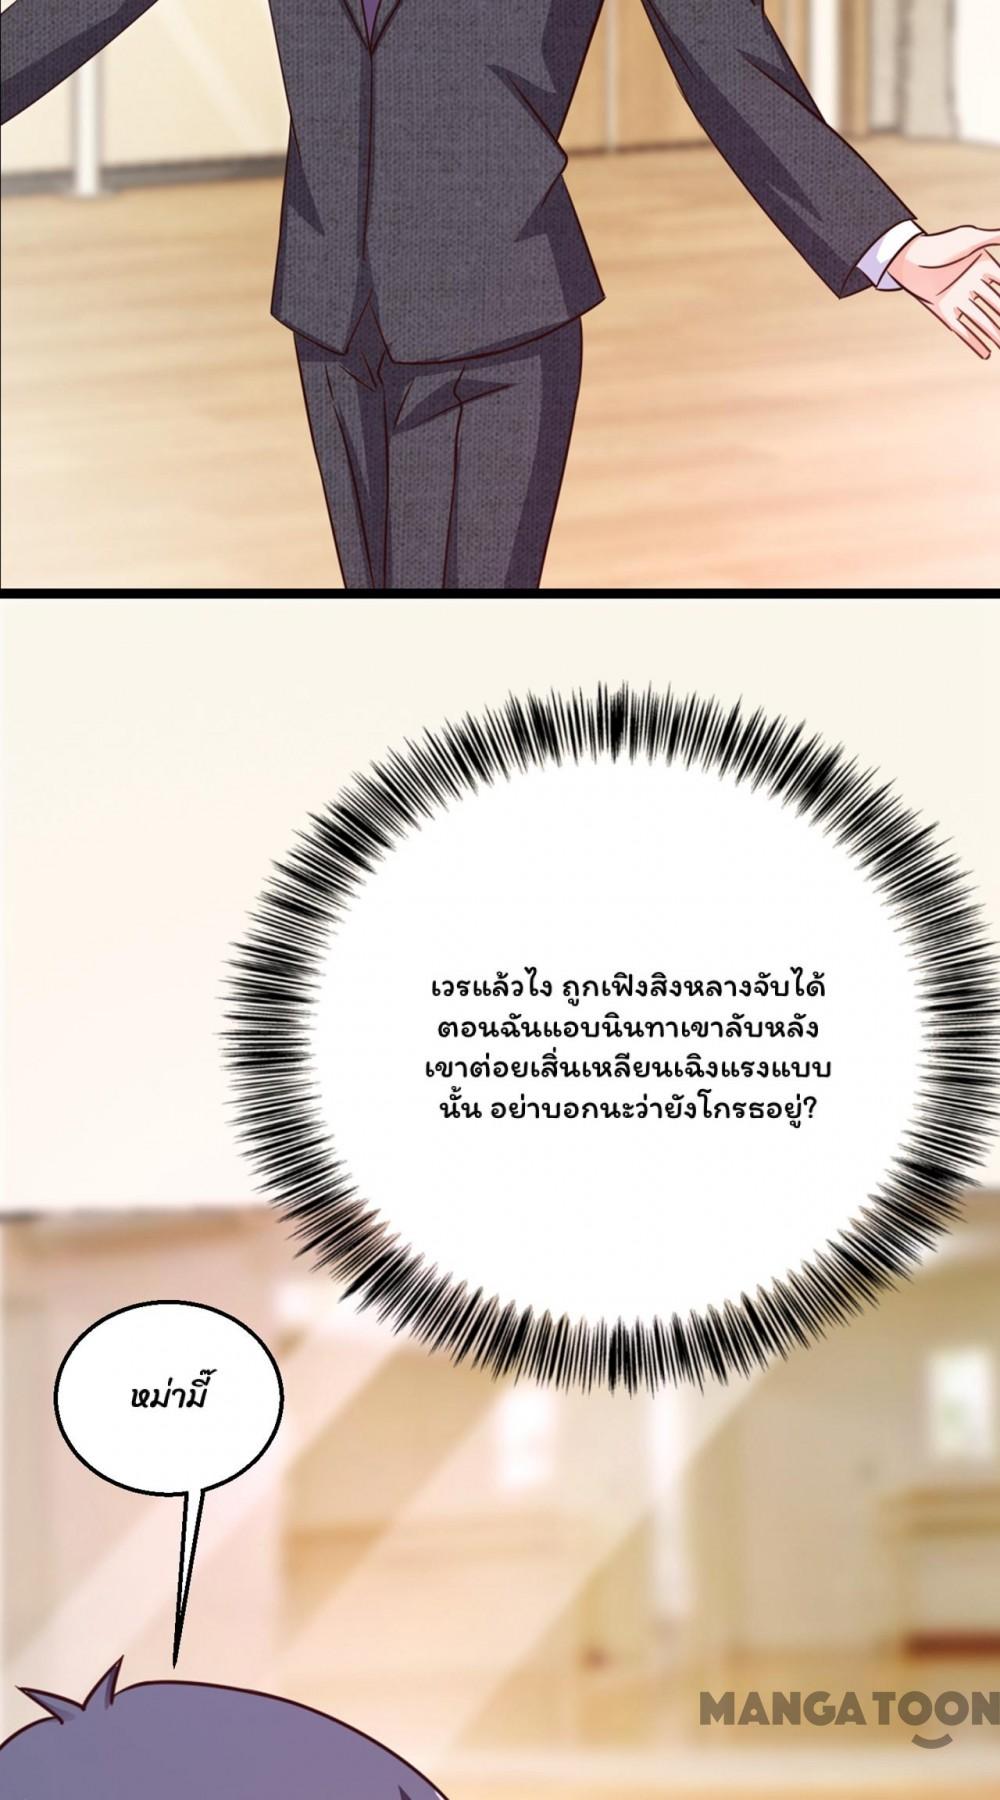 เวรแล้วไง ถูกเฟิงสิงหลางจับได้
ตอนฉันแอบนินทาเขาลับหลัง
เขาต่อยเสิ่นเหลียนเฉิงแรงแบบ
นั้น อย่าบอกนะว่ายังโกรธอยู่?
หม่ามี๊
MANGATOON